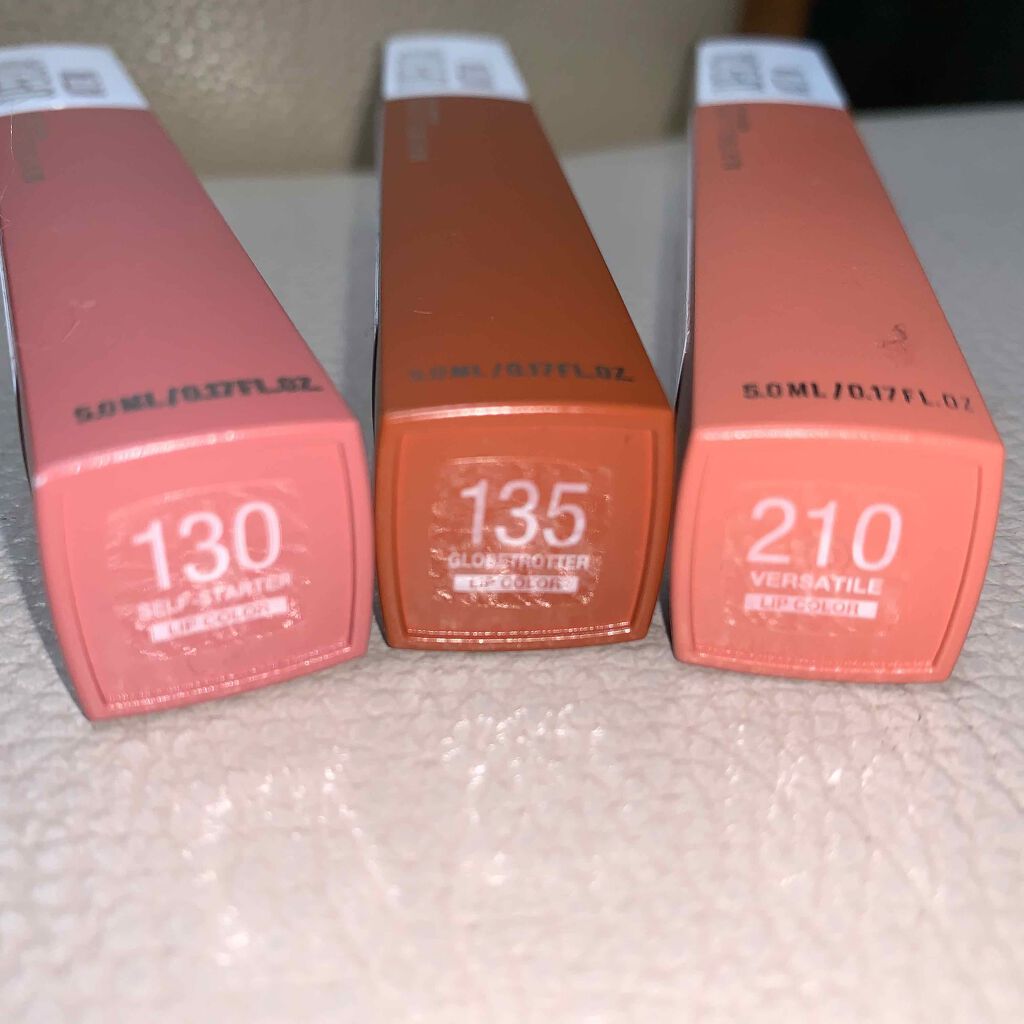 5.0 ML / 0.17 FL.OZ.
130
SELF-STARTER
LIP COLOR
5.0 ML / 0.17 FL.OZ.
135
GLOBETROTTER
LIP COLOR
5.0 ML / 0.17 FL.OZ
210
VERSATILE
LIP COLOR